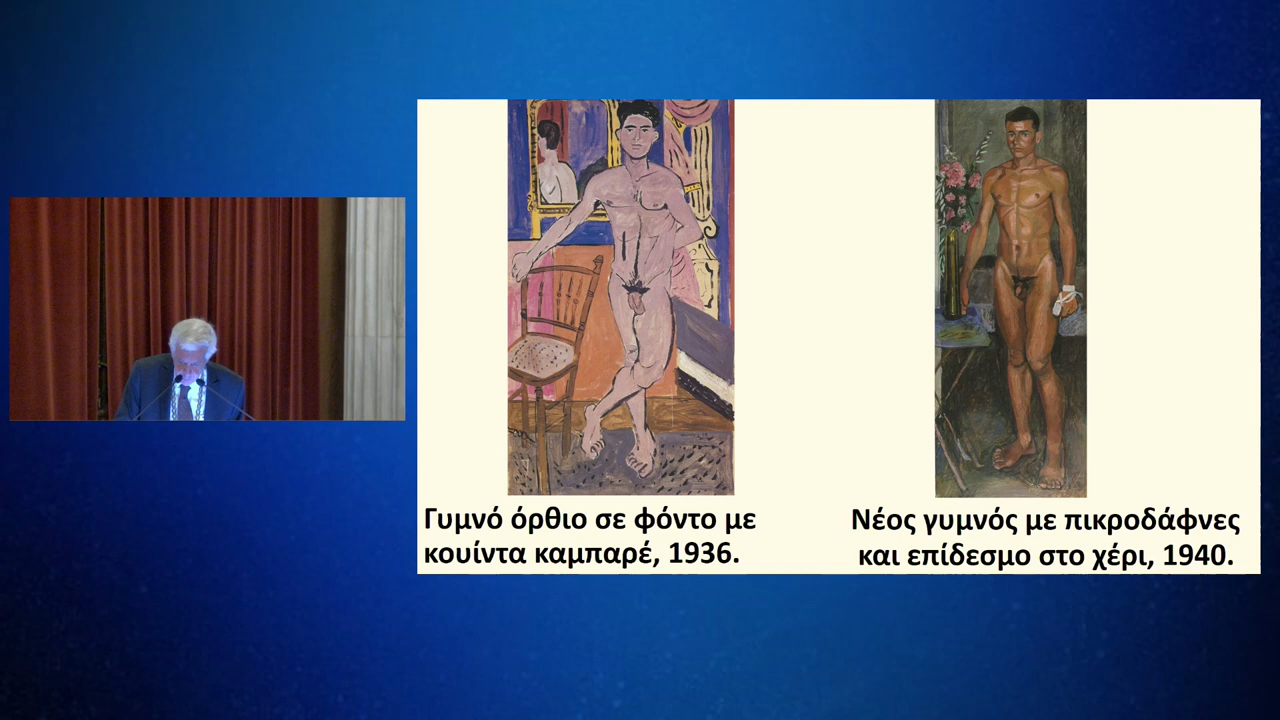 Γυμνό όρθιο σε φόντο με
κουίντα καμπαρέ, 1936.
Νέος γυμνός με πικροδάφνες
και επίδεσμο στο χέρι, 1940.